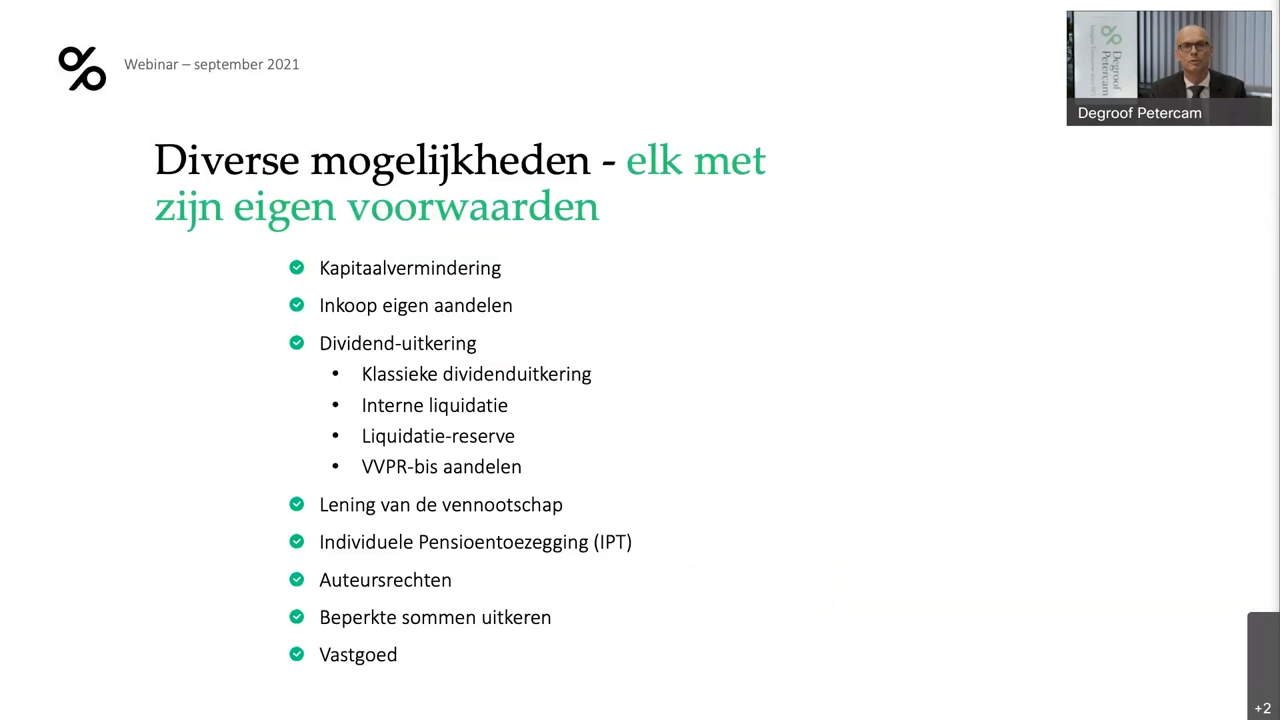 Webinar – september 2021
Degroof
Petercam
Degroof Petercam
Diverse mogelijkheden - elk met
zijn eigen voorwaarden
Kapitaalvermindering
Inkoop eigen aandelen
Dividend-uitkering
• Klassieke dividenduitkering
• Interne liquidatie
• Liquidatie-reserve
• VVPR-bis aandelen
Lening van de vennootschap
Individuele Pensioentoezegging (IPT)
Auteursrechten
Beperkte sommen uitkeren
Vastgoed
+2